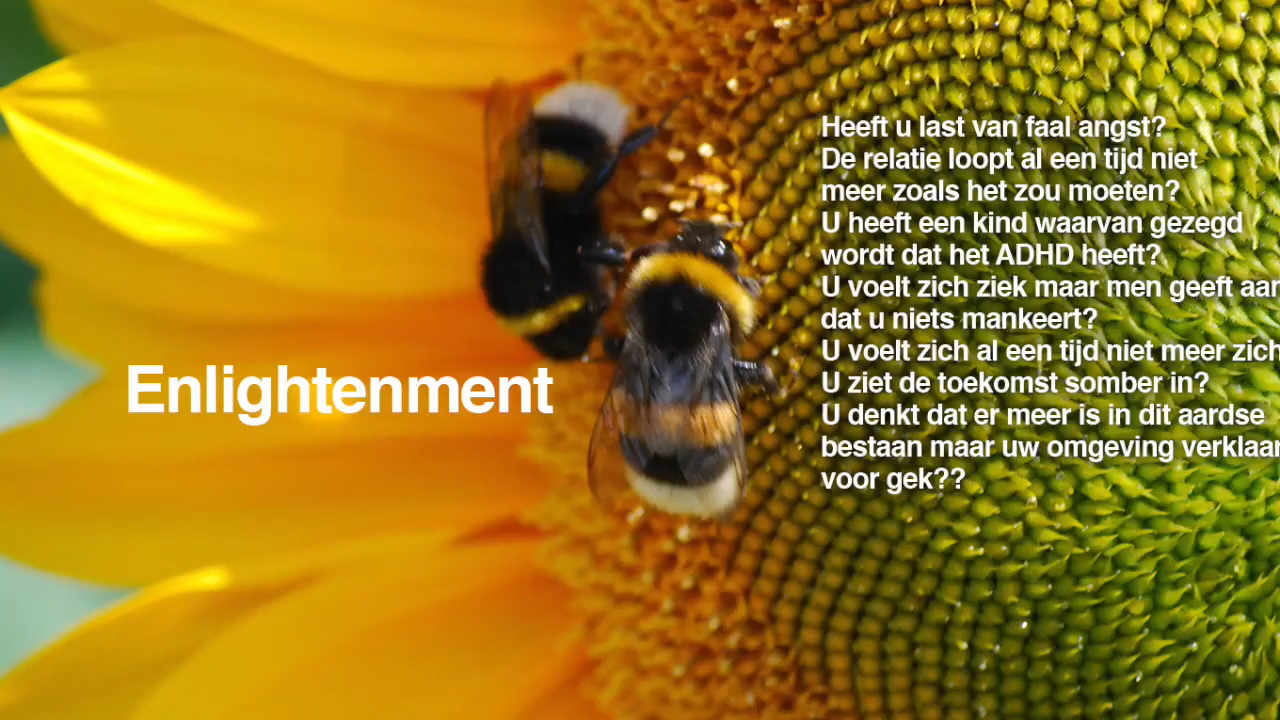 Enlightenment
Heeft u last van faal angst?
De relatie loopt al een tijd niet
meer zoals het zou moeten?
U heeft een kind waarvan gezegd
wordt dat het ADHD heeft?
U voelt zich ziek maar men geeft aan
dat u niets mankeert?
U voelt zich al een tijd niet meer zich
U ziet de toekomst somber in?
U denkt dat er meer is in dit aardse
bestaan maar uw omgeving
voor gek??